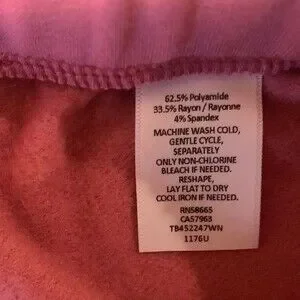 62.5% Polyamide
33.5% Rayon / Rayonne
4% Spandex
MACHINE WASH COLD,
GENTLE CYCLE,
SEPARATELY
ONLY NON-CHLORINE
BLEACH IF NEEDED.
RESHAPE,
LAY FLAT TO DRY
COOL IRON IF NEEDED.
RN58665
CA57963
TB452247WN
1176U